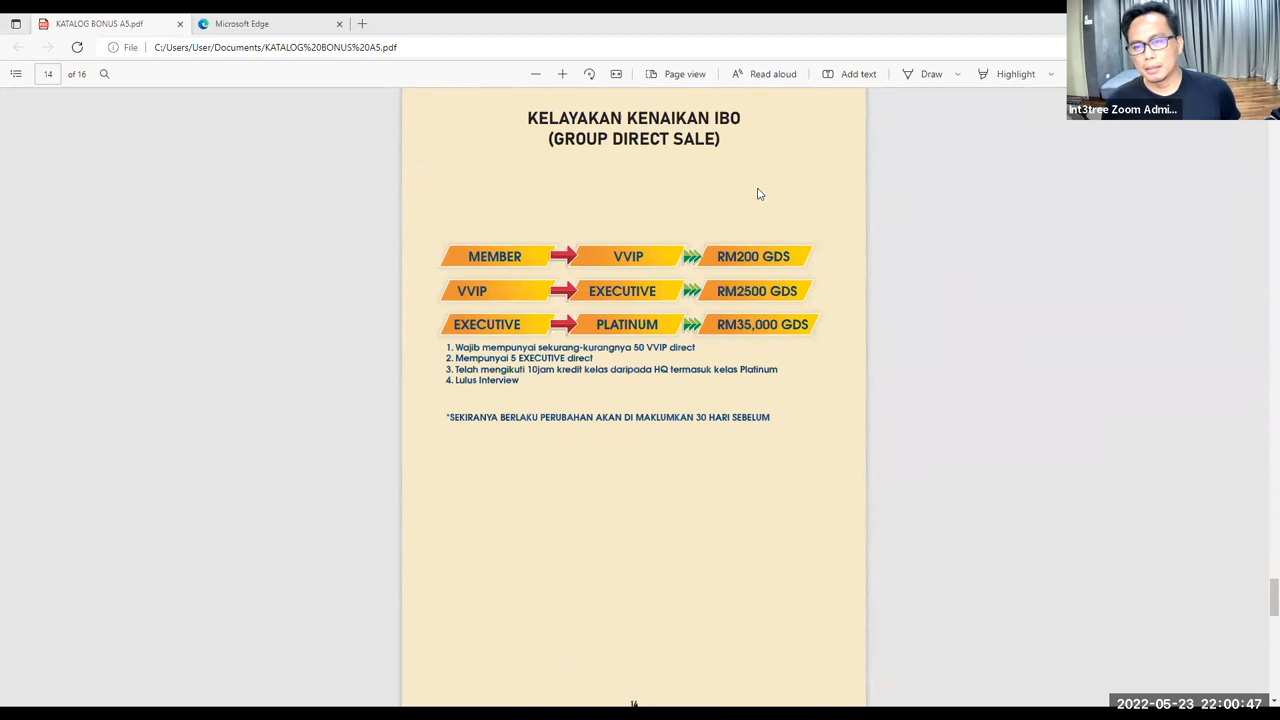 KATALOG BONUS A5.pdf
Microsoft Edge
File
C:/Users/User/Documents/KATALOG%20BONUS%20A5.pdf
14 of 16
Page view
Read aloud
Add text
Draw
Highlight
Int3tree Zoom Admi...
KELAYAKAN KENAIKAN IBO
(GROUP DIRECT SALE)
MEMBER VVIP RM200 GDS
VVIP EXECUTIVE RM2500 GDS
EXECUTIVE PLATINUM RM35,000 GDS
1. Wajib mempunyai sekurang-kurangnya 50 VVIP direct
2. Mempunyai 5 EXECUTIVE direct
3. Telah mengikuti 10jam kredit kelas daripada HQ termasuk kelas Platinum
4. Lulus Interview
*SEKIRANYA BERLAKU PERUBAHAN AKAN DI MAKLUMKAN 30 HARI SEBELUM
14
2022-05-23 22:00:47